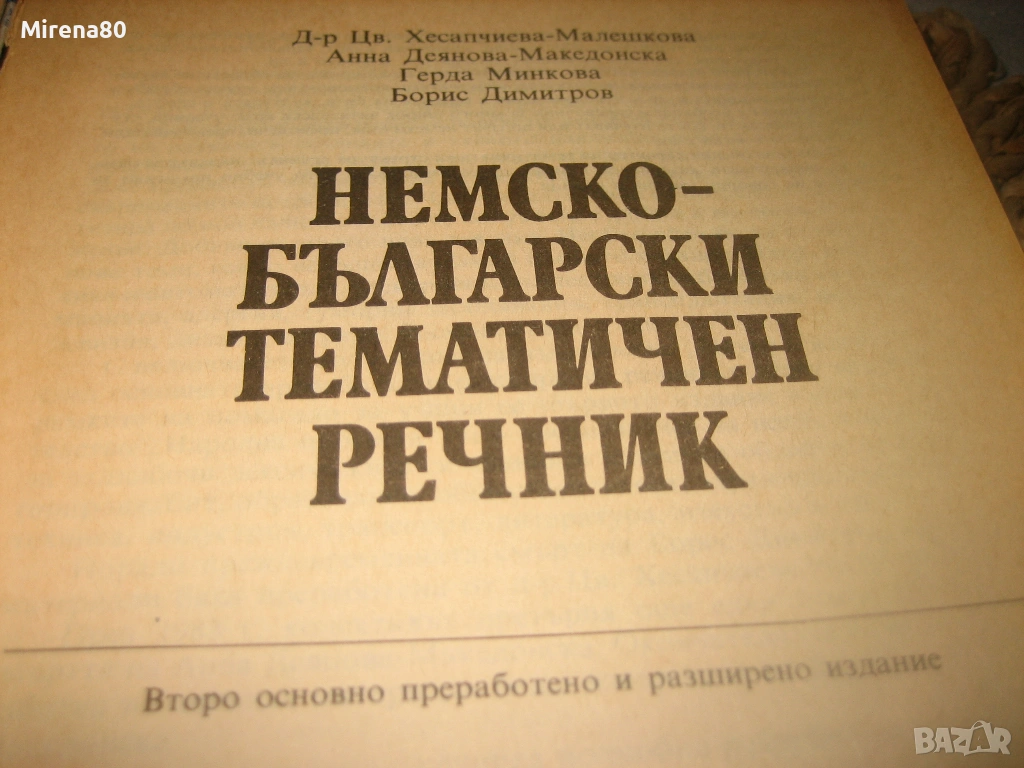 Mirena80
Д-р Цв. Хесапчиева-Малешкова
Анна Деянова-Македонска
Герда Минкова
Борис Димитров
НЕМСКО-
БЪЛГАРСКИ
ТЕМАТИЧЕН
РЕЧНИК
Второ основно преработено и разширено издание
BAZAR